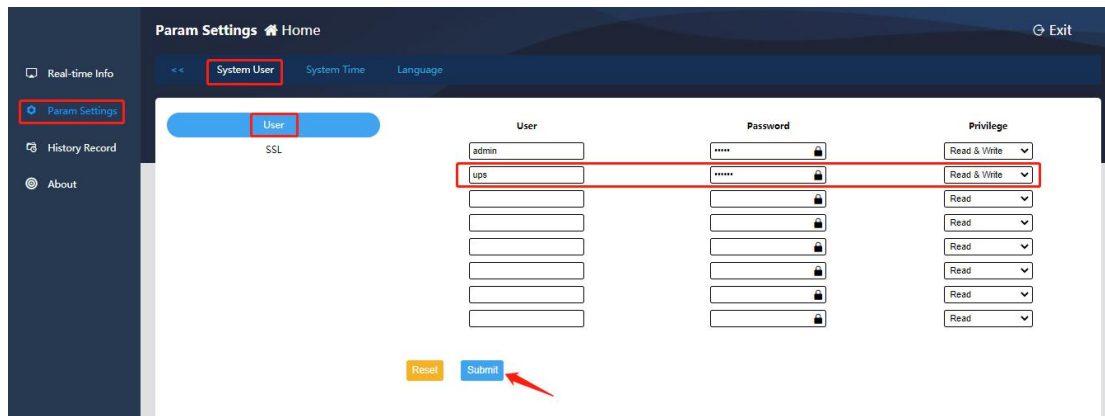 Param Settings Home
Exit
Real-time Info
Param Settings
History Record
About
<< System User System Time Language
User
SSL
User Password Privilege
admin ••••• Read & Write
ups •••••• Read & Write
Read
Read
Read
Read
Read
Read
Reset Submit